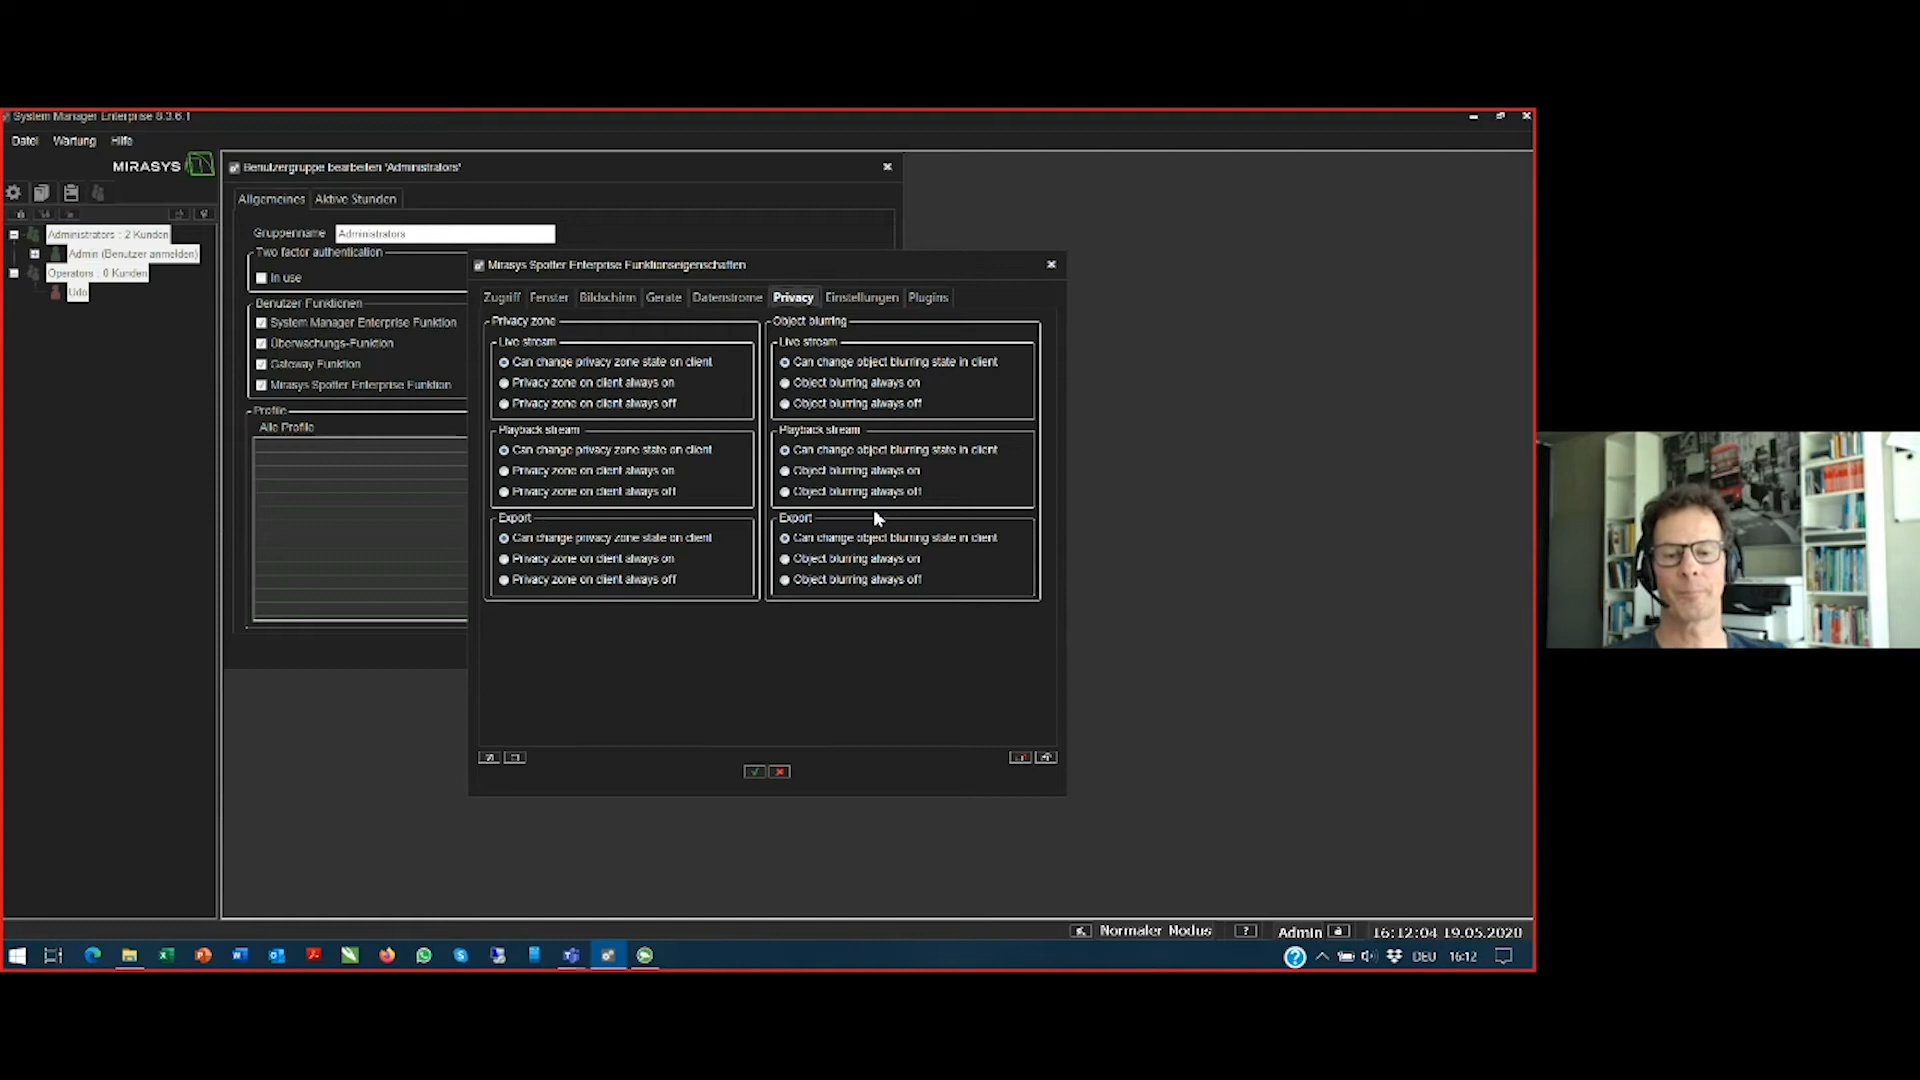 System Manager Enterprise 8.3.6.1
Datei Wartung Hilfe
MIRASYS
Administrators : 2 Kunden
Admin (Benutzer anmelden)
Operators : 0 Kunden
Udo
Benutzergruppe bearbeiten 'Administrators'
Allgemeines Aktive Stunden
Gruppenname Administrators
Two factor authentication
In use
Benutzer Funktionen
System Manager Enterprise Funktion
Überwachungs-Funktion
Gateway Funktion
Mirasys Spotter Enterprise Funktion
Profile
Alle Profile
Mirasys Spotter Enterprise Funktionseigenschaften
Zugriff Fenster Bildschirm Geräte Datenströme Privacy Einstellungen Plugins
Privacy zone
Live stream
Can change privacy zone state on client
Privacy zone on client always on
Privacy zone on client always off
Playback stream
Can change privacy zone state on client
Privacy zone on client always on
Privacy zone on client always off
Export
Can change privacy zone state on client
Privacy zone on client always on
Privacy zone on client always off
Object blurring
Live stream
Can change object blurring state in client
Object blurring always on
Object blurring always off
Playback stream
Can change object blurring state in client
Object blurring always on
Object blurring always off
Export
Can change object blurring state in client
Object blurring always on
Object blurring always off
Normaler Modus ? Admin 16:12:04 19.05.2020
DEU 16:12